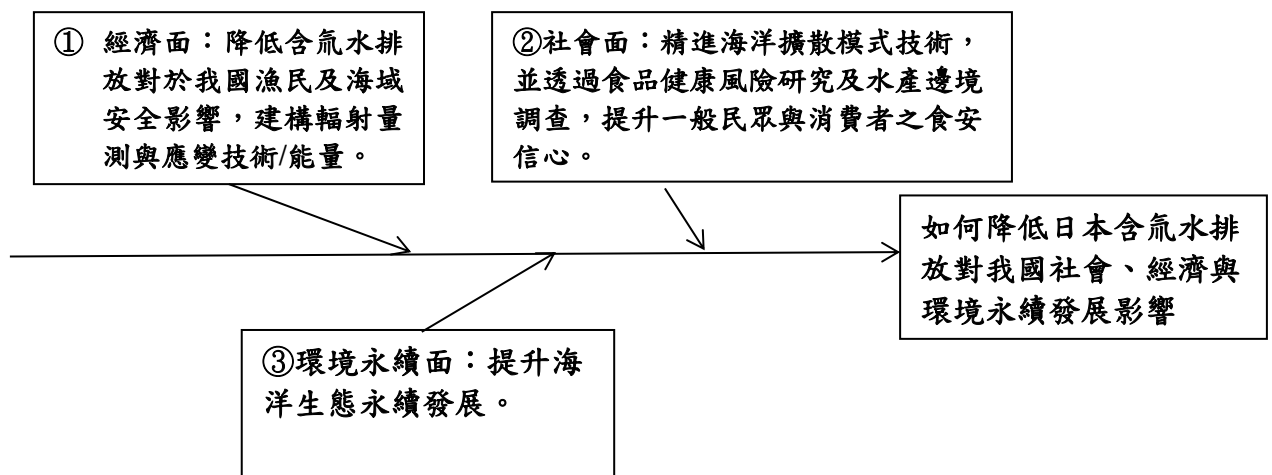 ① 經濟面：降低含氚水排
放對於我國漁民及海域
安全影響，建構輻射量
測與應變技術/能量。
②社會面：精進海洋擴散模式技術，
並透過食品健康風險研究及水產邊境
調查，提升一般民眾與消費者之食安
信心。
如何降低日本含氚水排
放對我國社會、經濟與
環境永續發展影響
③環境永續面：提升海
洋生態永續發展。